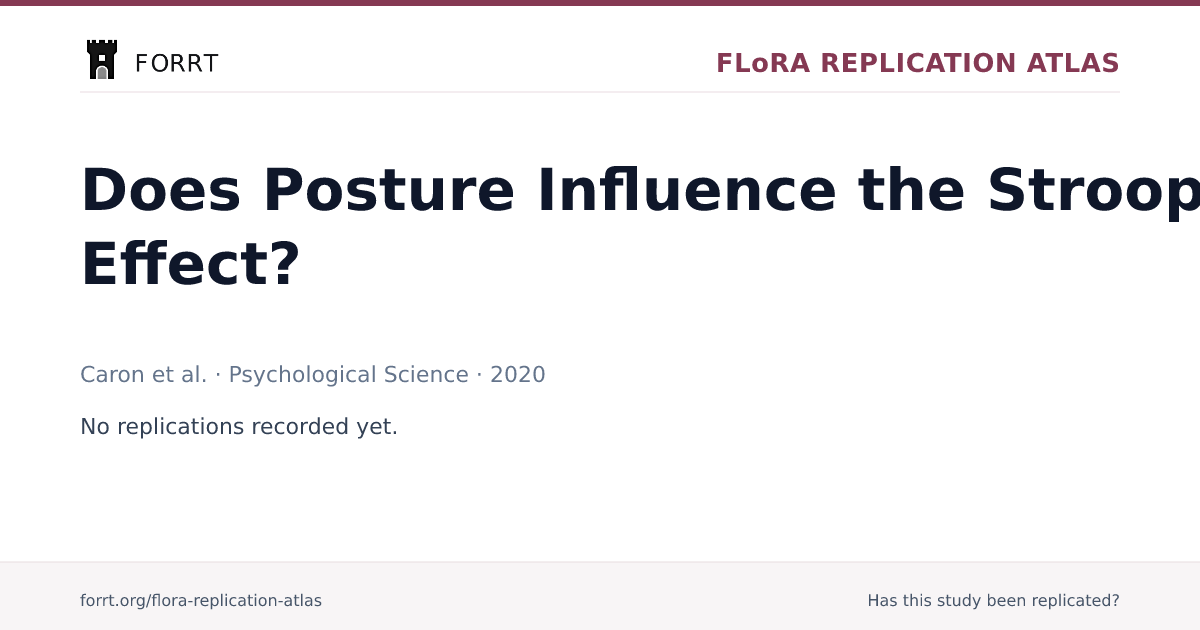 FORRT
FLoRA REPLICATION ATLAS
Does Posture Influence the Stroop
Effect?
Caron et al. · Psychological Science · 2020
No replications recorded yet.
forrt.org/flora-replication-atlas
Has this study been replicated?